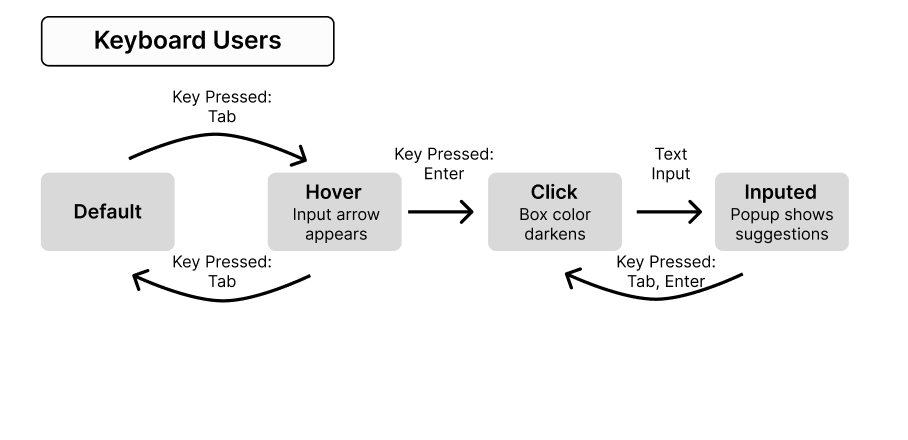 Keyboard Users
Key Pressed:
Tab
Key Pressed:
Enter
Text
Input
Default
Hover
Input arrow
appears
Click
Box color
darkens
Inputed
Popup shows
suggestions
Key Pressed:
Tab
Key Pressed:
Tab, Enter